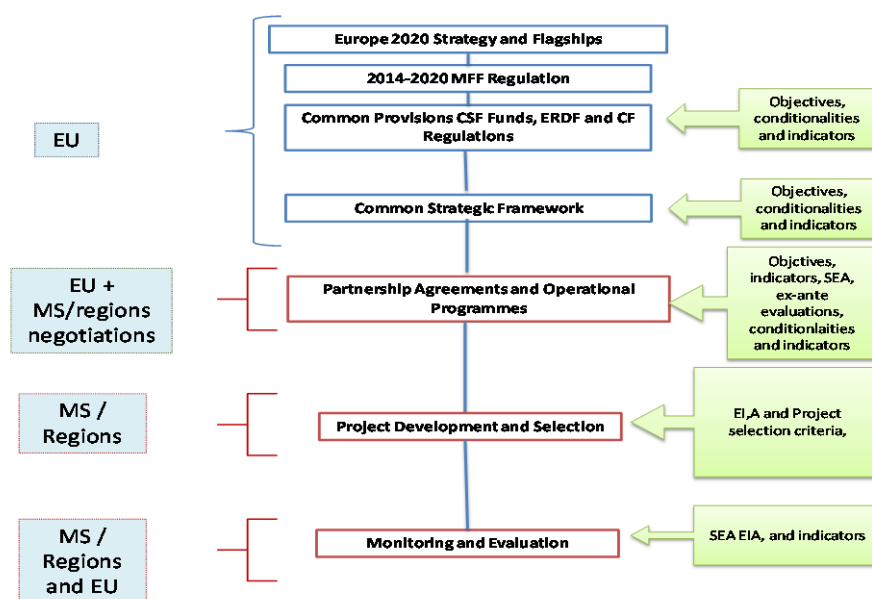 Europe 2020 Strategy and Flagships
2014-2020 MFF Regulation
Common Provisions CSF Funds, ERDF and CF
Regulations
Objectives,
conditionalities
and indicators
EU
Common Strategic Framework
Objectives,
conditionalities
and indicators
EU +
MS/regions
negotiations
Partnership Agreements and Operational
Programmes
Objctives,
indicators, SEA,
ex-ante
evaluations,
conditionlaities
and indicators
MS /
Regions
Project Development and Selection
EI,A and Project
selection criteria,
MS /
Regions
and EU
Monitoring and Evaluation
SEA EIA, and indicators